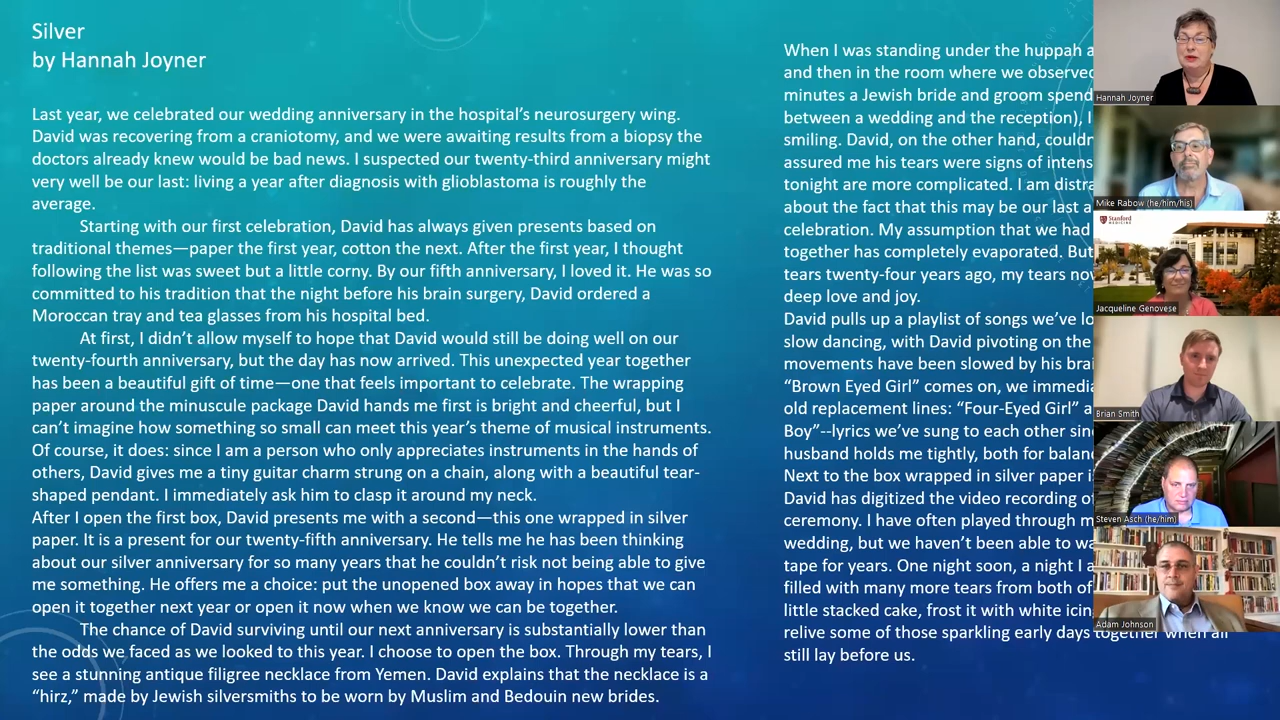 Silver
by Hannah Joyner
Last year, we celebrated our wedding anniversary in the hospital's neurosurgery wing.
David was recovering from a craniotomy, and we were awaiting results from a biopsy the
doctors already knew would be bad news. I suspected our twenty-third anniversary might
very well be our last: living a year after diagnosis with glioblastoma is roughly the
average.
Starting with our first celebration, David has always given presents based on
traditional themes—paper the first year, cotton the next. After the first year, I thought
following the list was sweet but a little corny. By our fifth anniversary, I loved it. He was so
committed to his tradition that the night before his brain surgery, David ordered a
Moroccan tray and tea glasses from his hospital bed.
At first, I didn't allow myself to hope that David would still be doing well on our
twenty-fourth anniversary, but the day has now arrived. This unexpected year together
has been a beautiful gift of time—one that feels important to celebrate. The wrapping
paper around the minuscule package David hands me first is bright and cheerful, but I
can't imagine how something so small can meet this year's theme of musical instruments.
Of course, it does: since I am a person who only appreciates instruments in the hands of
others, David gives me a tiny guitar charm strung on a chain, along with a beautiful tear-
shaped pendant. I immediately ask him to clasp it around my neck.
After I open the first box, David presents me with a second—this one wrapped in silver
paper. It is a present for our twenty-fifth anniversary. He tells me he has been thinking
about our silver anniversary for so many years that he couldn't risk not being able to give
me something. He offers me a choice: put the unopened box away in hopes that we can
open it together next year or open it now when we know we can be together.
The chance of David surviving until our next anniversary is substantially lower than
the odds we faced as we looked to this year. I choose to open the box. Through my tears, I
see a stunning antique filigree necklace from Yemen. David explains that the necklace is a
"hirz," made by Jewish silversmiths to be worn by Muslim and Bedouin new brides.
When I was standing under the huppah a
and then in the room where we observed
minutes a Jewish bride and groom spend
between a wedding and the reception), I
smiling. David, on the other hand, couldn
assured me his tears were signs of intens
tonight are more complicated. I am distra
about the fact that this may be our last a
celebration. My assumption that we had
together has completely evaporated. But
tears twenty-four years ago, my tears now
deep love and joy.
David pulls up a playlist of songs we've lo
slow dancing, with David pivoting on the
movements have been slowed by his brai
"Brown Eyed Girl" comes on, we immedia
old replacement lines: "Four-Eyed Girl" a
Boy"--lyrics we've sung to each other sin
husband holds me tightly, both for balan
Next to the box wrapped in silver paper i
David has digitized the video recording of
ceremony. I have often played through m
wedding, but we haven't been able to wa
tape for years. One night soon, a night I a
filled with many more tears from both of
little stacked cake, frost it with white icin
relive some of those sparkling early days together when all
still lay before us.
Hannah Joyner
Mike Rabow (he/him/his)
Stanford
MEDICINE
Jacqueline Genovese
Brian Smith
Steven Asch (he/him)
Adam Johnson